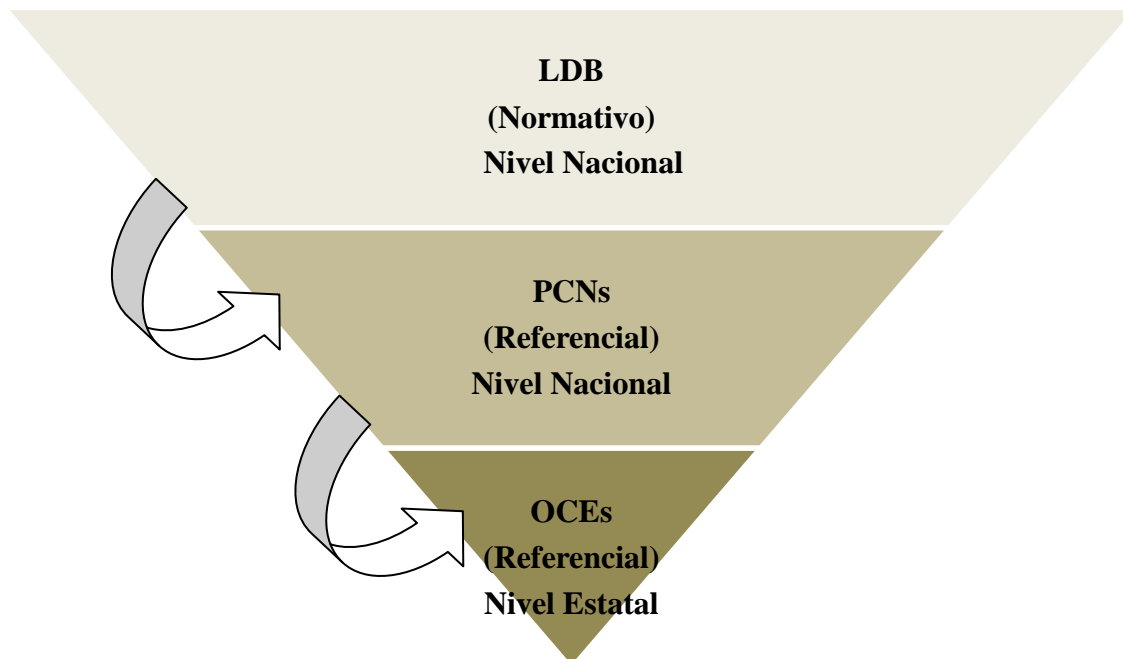 LDB
(Normativo)
Nivel Nacional
PCNs
(Referencial)
Nivel Nacional
OCEs
(Referencial)
Nivel Estatal